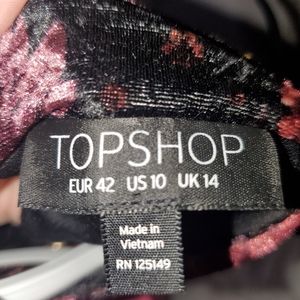 TOPSHOP
EUR 42 US 10 UK 14
Made in
Vietnam
RN 125149